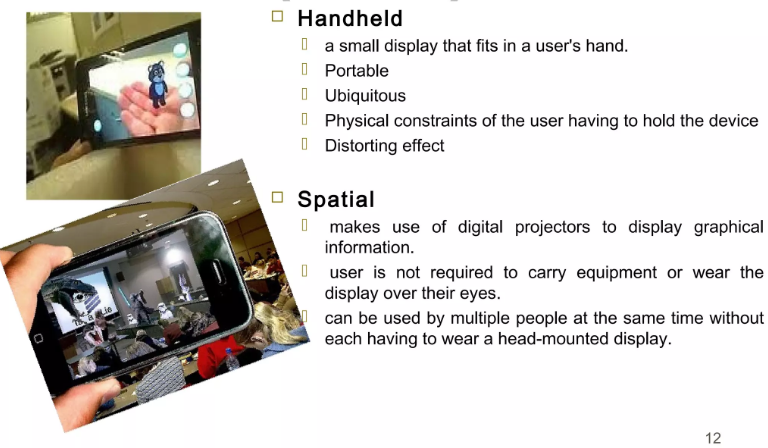 Handheld
a small display that fits in a user's hand.
Portable
Ubiquitous
Physical constraints of the user having to hold the device
Distorting effect
Spatial
makes use of digital projectors to display graphical
information.
user is not required to carry equipment or wear the
display over their eyes.
can be used by multiple people at the same time without
each having to wear a head-mounted display.
12